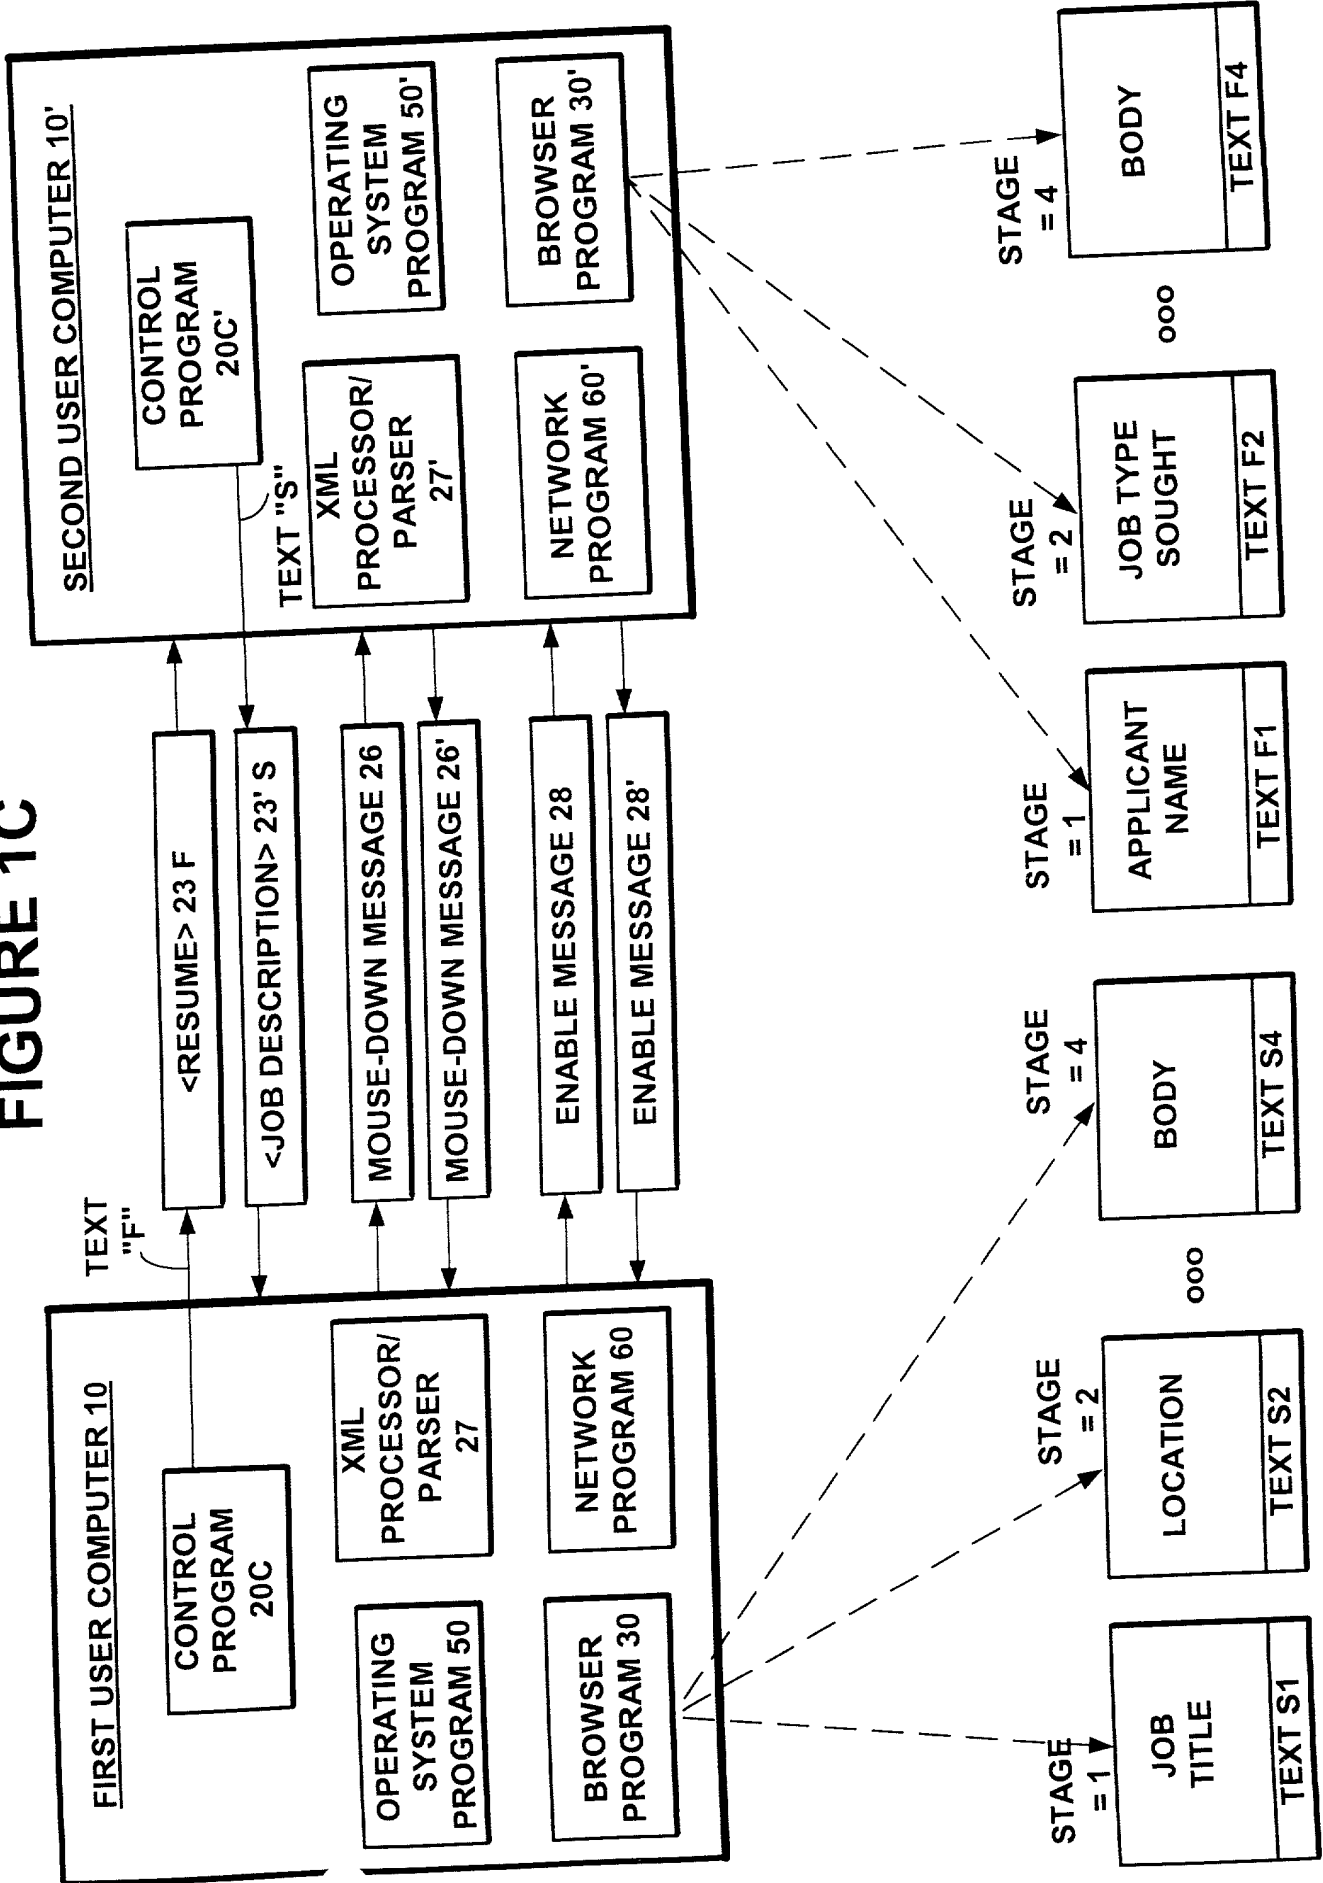 FIGURE 1C
FIRST USER COMPUTER 10
CONTROL
PROGRAM
20C
OPERATING
SYSTEM
PROGRAM 50
XML
PROCESSOR/
PARSER
27
BROWSER
PROGRAM 30
NETWORK
PROGRAM 60
TEXT
"F"
<RESUME> 23 F
<JOB DESCRIPTION> 23' S
MOUSE-DOWN MESSAGE 26
MOUSE-DOWN MESSAGE 26'
ENABLE MESSAGE 28
ENABLE MESSAGE 28'
SECOND USER COMPUTER 10'
CONTROL
PROGRAM
20C'
TEXT "S"
XML
PROCESSOR/
PARSER
27'
OPERATING
SYSTEM
PROGRAM 50'
NETWORK
PROGRAM 60'
BROWSER
PROGRAM 30'
STAGE
= 1
JOB
TITLE
TEXT S1
STAGE
= 2
LOCATION
TEXT S2
ooo
STAGE
= 4
BODY
TEXT S4
STAGE
= 1
APPLICANT
NAME
TEXT F1
STAGE
= 2
JOB TYPE
SOUGHT
TEXT F2
ooo
STAGE
= 4
BODY
TEXT F4